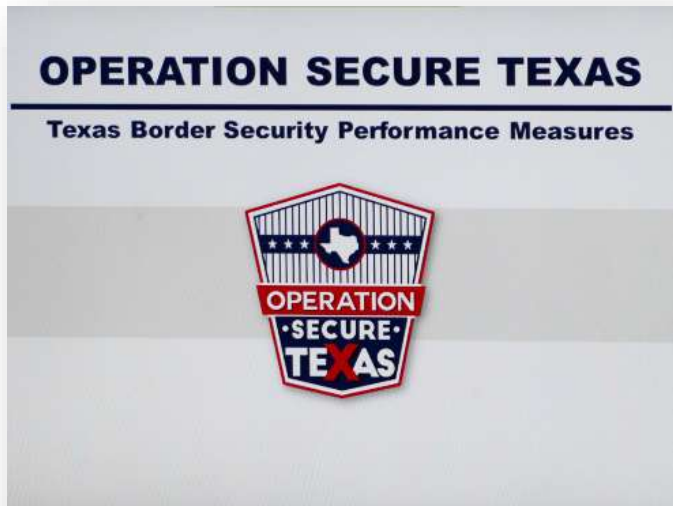 OPERATION SECURE TEXAS
Texas Border Security Performance Measures
OPERATION
·SECURE·
TEXAS